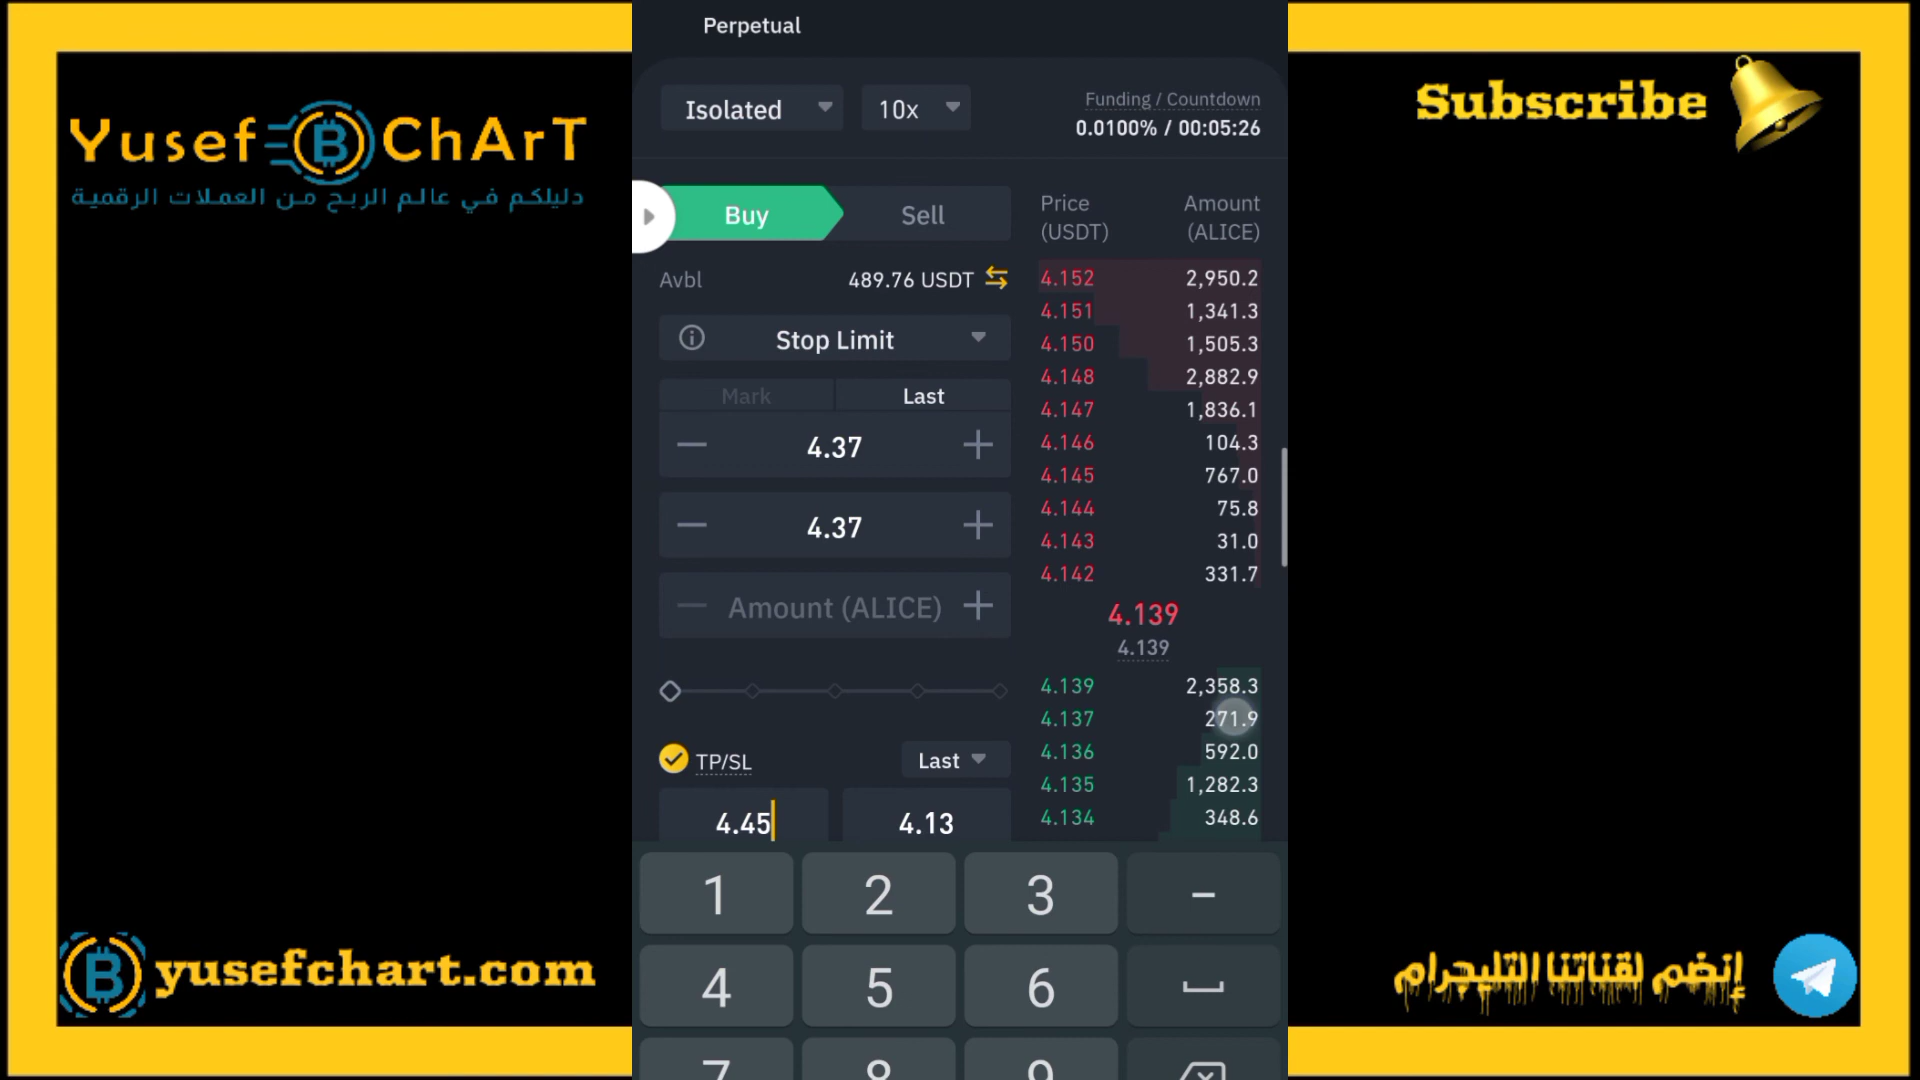 Perpetual
Yusef B ChArT
دليلكم في عالم الربح من العملات الرقمية
Subscribe
Isolated 10x
Funding / Countdown
0.0100% / 00:05:26
Buy Sell
Avbl 489.76 USDT
Stop Limit
Mark Last
4.37
4.37
Amount (ALICE)
TP/SL Last
4.45 4.13
Price Amount
(USDT) (ALICE)
4.152 2,950.2
4.151 1,341.3
4.150 1,505.3
4.148 2,882.9
4.147 1,836.1
4.146 104.3
4.145 767.0
4.144 75.8
4.143 31.0
4.142 331.7
4.139
4.139
4.139 2,358.3
4.137 271.9
4.136 592.0
4.135 1,282.3
4.134 348.6
1 2 3 -
4 5 6
7 8 9
B yusefchart.com
إنضم لقناتنا التليجرام